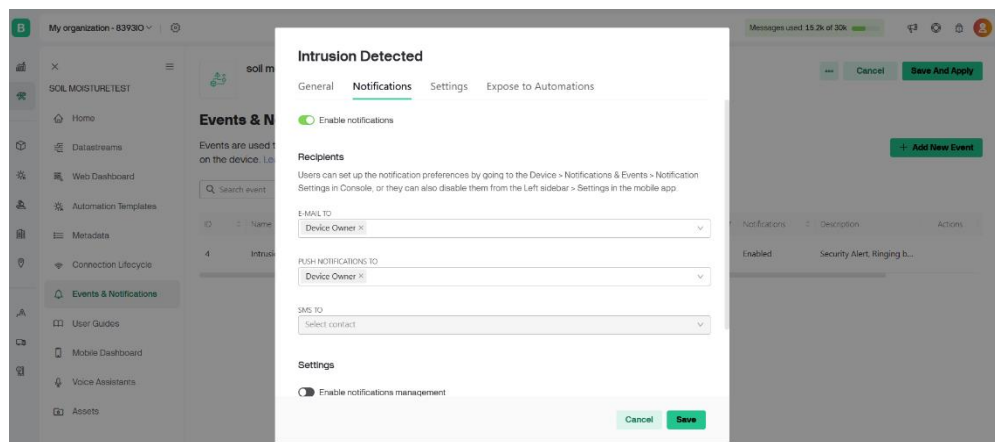 B
My organization - 8393IO
Messages used: 15.2k of 30k
SOIL MOISTURETEST
Home
Datastreams
Web Dashboard
Automation Templates
Metadata
Connection Lifecycle
Events & Notifications
User Guides
Mobile Dashboard
Voice Assistants
Assets
soil m
Cancel
Save And Apply
Events & N
Events are used t
on the device.
+ Add New Event
Search event
ID
Name
Notifications
Description
Actions
4
Intrusi
Enabled
Security Alert. Ringing b...
Intrusion Detected
General
Notifications
Settings
Expose to Automations
Enable notifications
Recipients
Users can set up the notification preferences by going to the Device > Notifications & Events > Notification
Settings in Console, or they can also disable them from the Left sidebar > Settings in the mobile app
E-MAIL TO
Device Owner ×
PUSH NOTIFICATIONS TO
Device Owner ×
SMS TO
Select contact
Settings
Enable notifications management
Cancel
Save